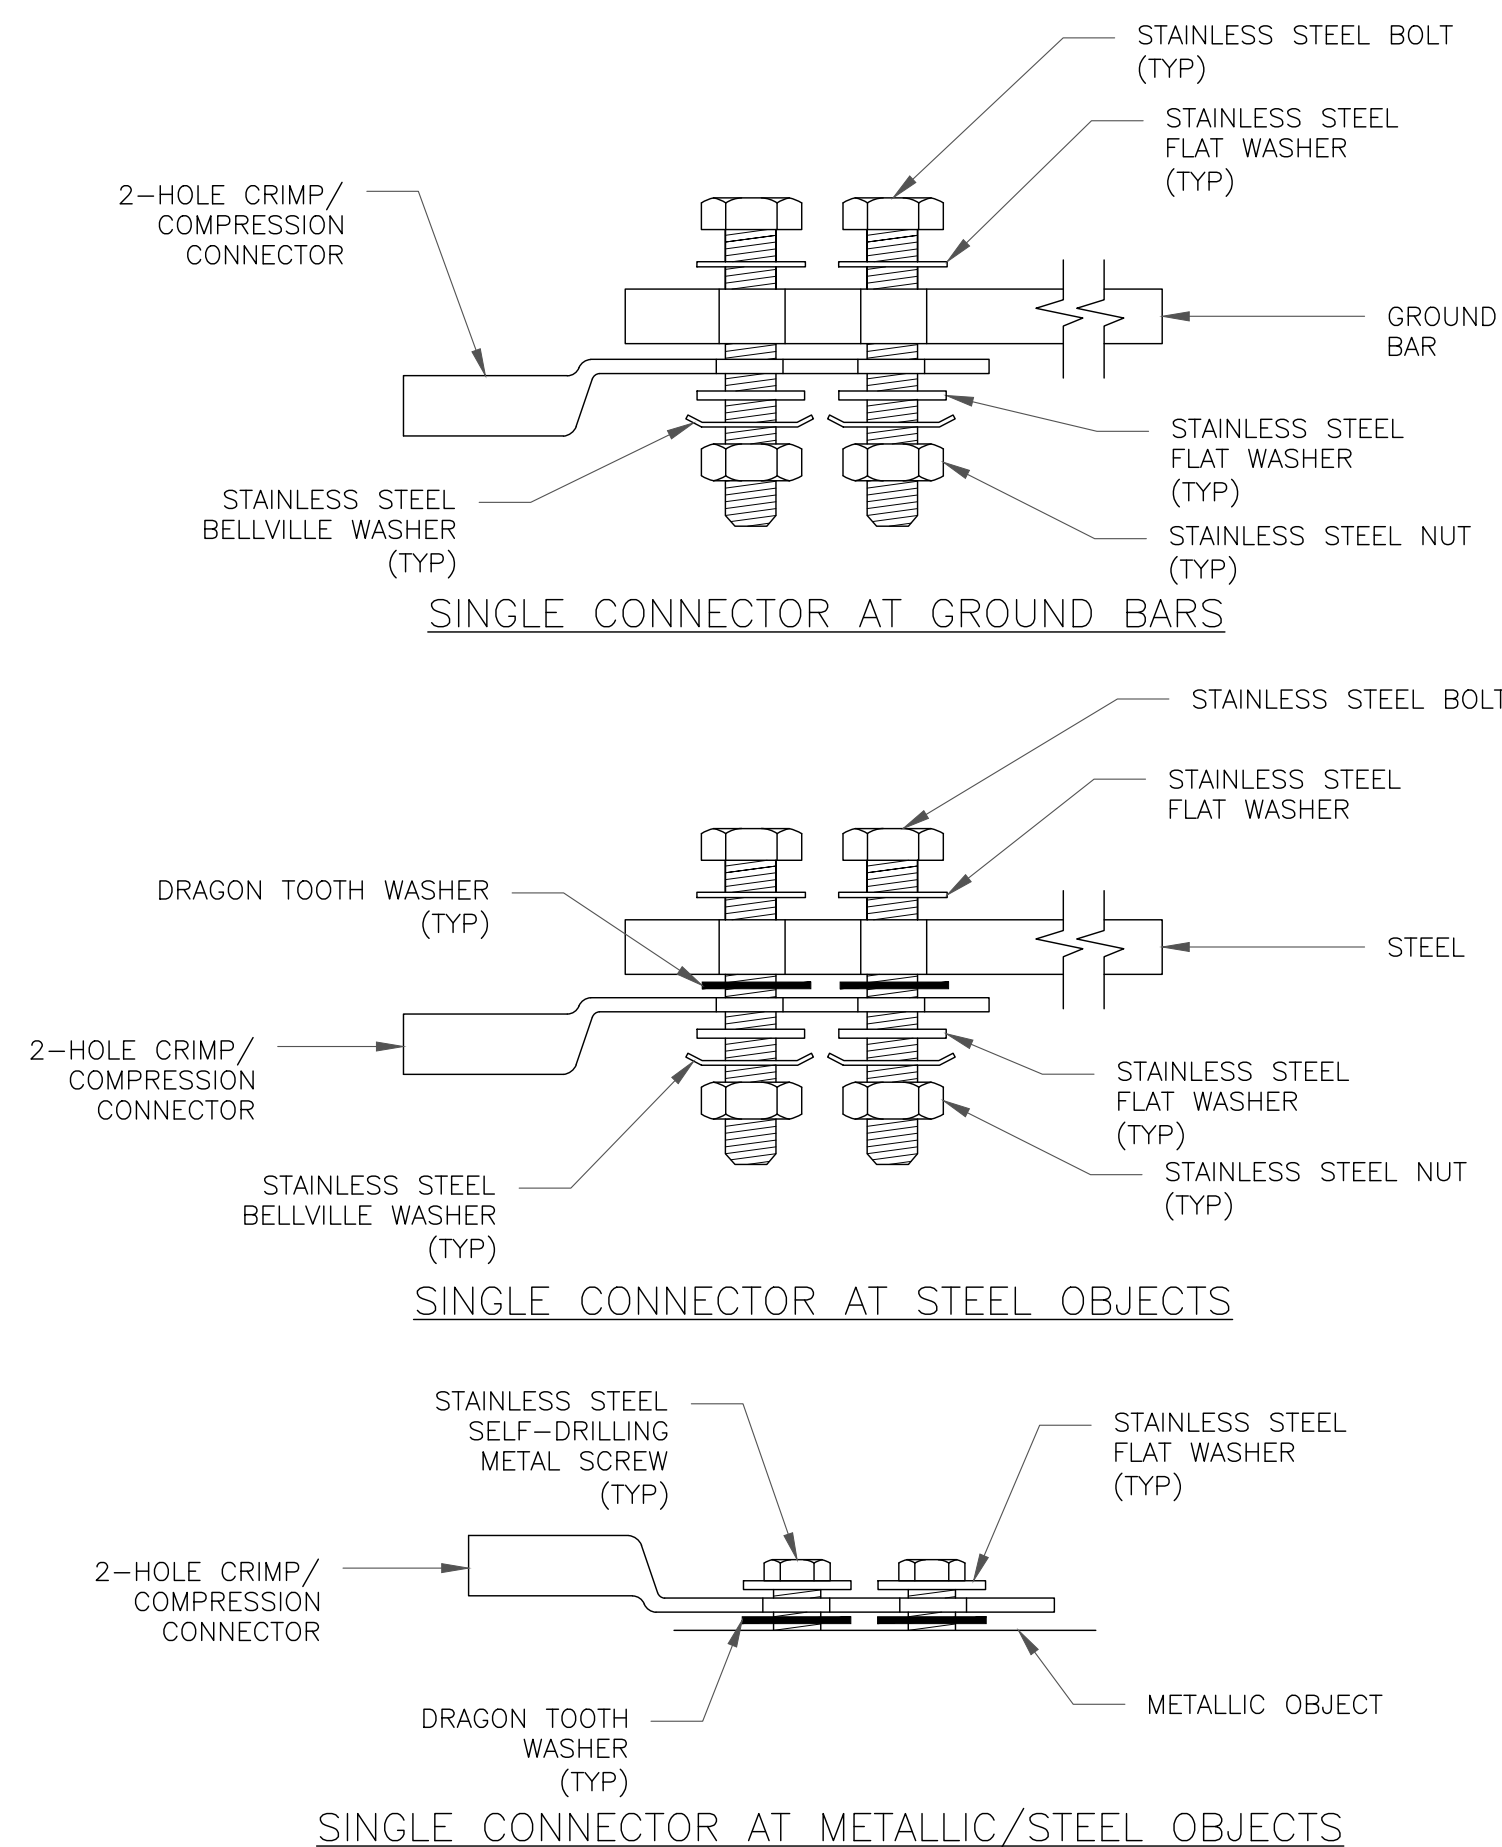 STAINLESS STEEL BOLT
(TYP)
STAINLESS STEEL
FLAT WASHER
(TYP)
2-HOLE CRIMP/
COMPRESSION
CONNECTOR
GROUND
BAR
STAINLESS STEEL
FLAT WASHER
(TYP)
STAINLESS STEEL
BELLVILLE WASHER
(TYP)
STAINLESS STEEL NUT
(TYP)
SINGLE CONNECTOR AT GROUND BARS
STAINLESS STEEL BOLT
STAINLESS STEEL
FLAT WASHER
DRAGON TOOTH WASHER
(TYP)
STEEL
2-HOLE CRIMP/
COMPRESSION
CONNECTOR
STAINLESS STEEL
FLAT WASHER
(TYP)
STAINLESS STEEL NUT
(TYP)
STAINLESS STEEL
BELLVILLE WASHER
(TYP)
SINGLE CONNECTOR AT STEEL OBJECTS
STAINLESS STEEL
SELF-DRILLING
METAL SCREW
(TYP)
STAINLESS STEEL
FLAT WASHER
(TYP)
2-HOLE CRIMP/
COMPRESSION
CONNECTOR
METALLIC OBJECT
DRAGON TOOTH
WASHER
(TYP)
SINGLE CONNECTOR AT METALLIC/STEEL OBJECTS